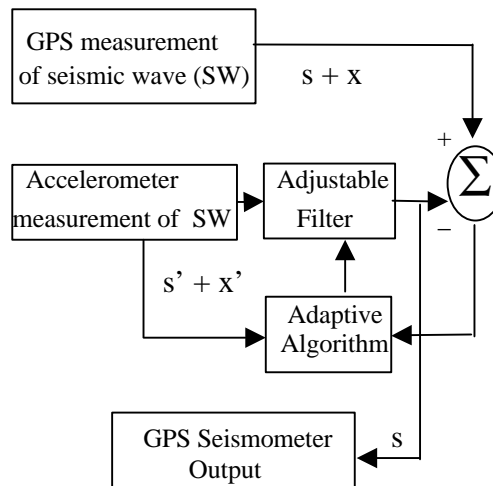 GPS measurement
of seismic wave (SW)
s + x
+
Accelerometer
measurement of SW
Adjustable
Filter
Σ
−
s’ + x’
Adaptive
Algorithm
GPS Seismometer
Output
s